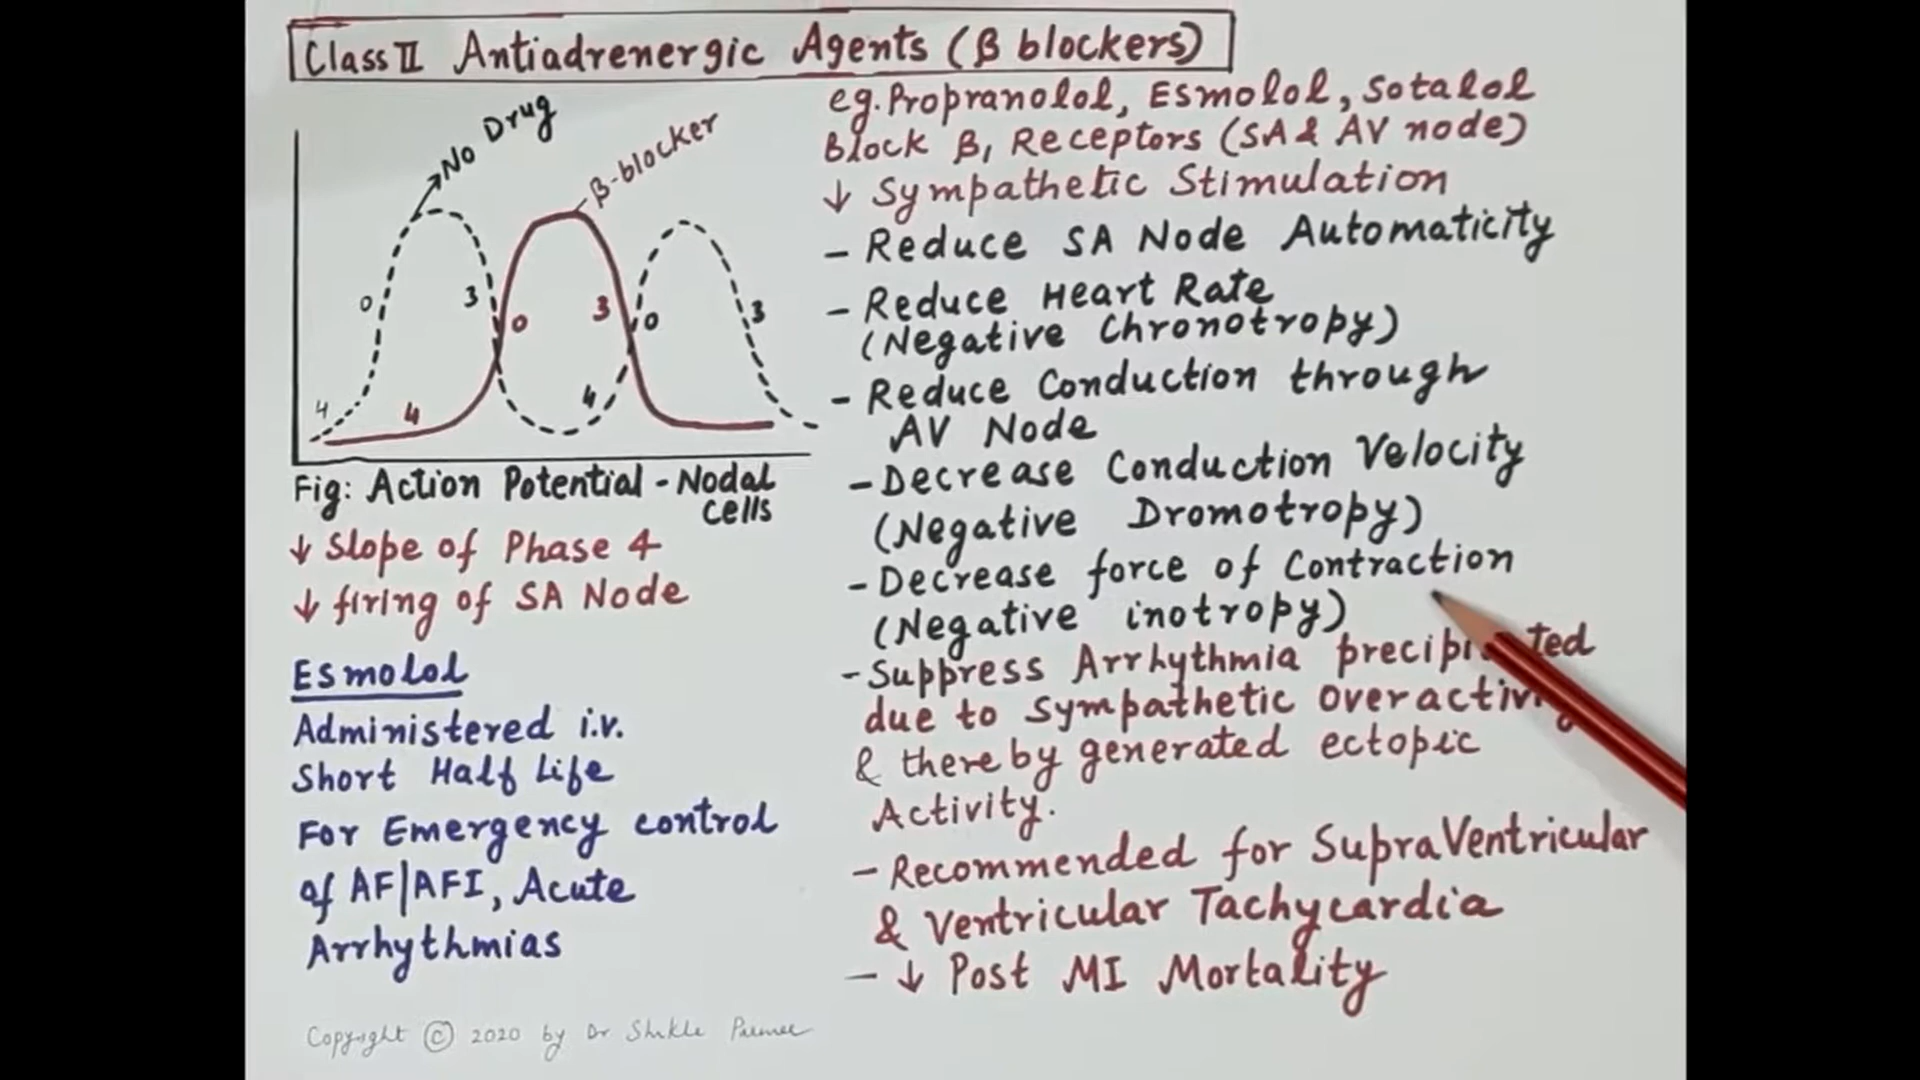 Class II Antiadrenergic Agents (β blockers)
No Drug
β-blocker
0
3
0
3
0
3
4
4
4
Fig: Action Potential - Nodal
cells
↓ Slope of Phase 4
↓ firing of SA Node
Esmolol
Administered i.v.
Short Half Life
For Emergency control
of AF/AFl, Acute
Arrhythmias
eg. Propranolol, Esmolol, Sotalol
Block β1 Receptors (SA & AV node)
↓ Sympathetic Stimulation
- Reduce SA Node Automaticity
- Reduce Heart Rate
(Negative Chronotropy)
- Reduce Conduction through
AV Node
- Decrease Conduction Velocity
(Negative Dromotropy)
- Decrease force of Contraction
(Negative inotropy)
- Suppress Arrhythmia
due to Sympathetic
& there by generated ectopic
Activity.
- Recommended for SupraVentricular
& Ventricular Tachycardia
- ↓ Post MI Mortality
Copyright © 2020 by Dr